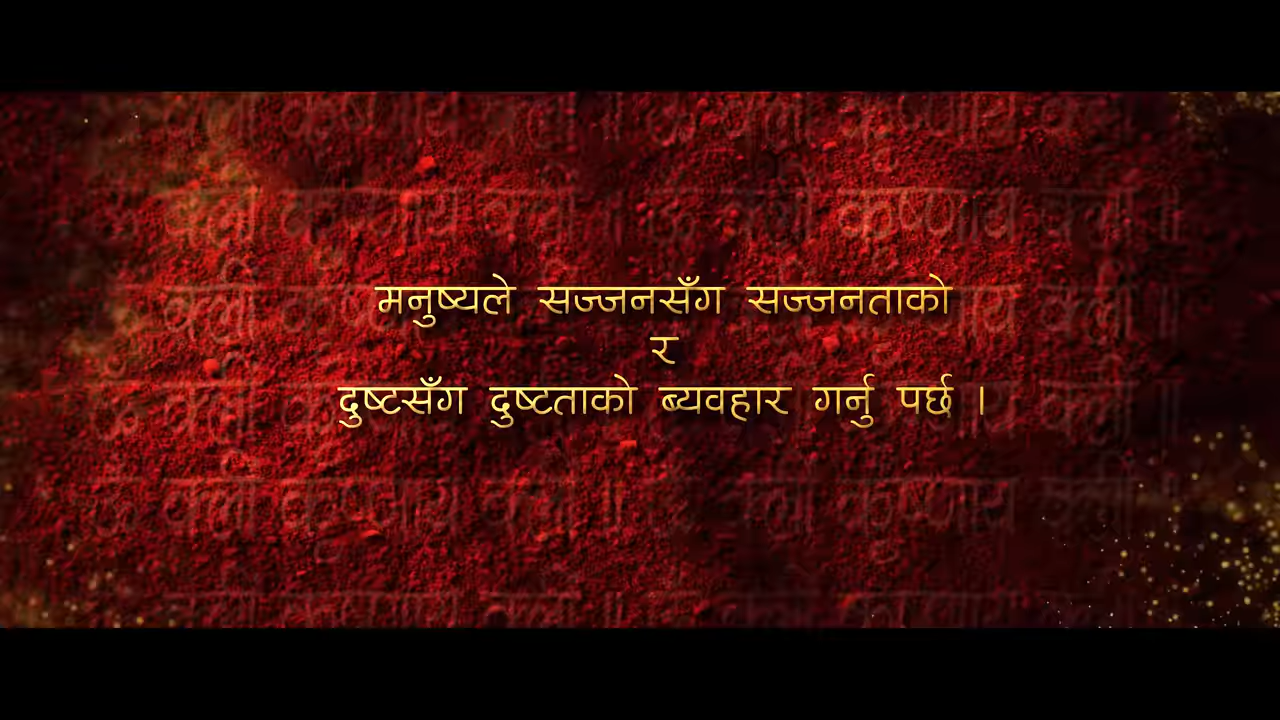 मनुष्यले सज्जनसँग सज्जनताको
र
दुष्टसँग दुष्टताको ब्यवहार गर्नु पर्छ ।